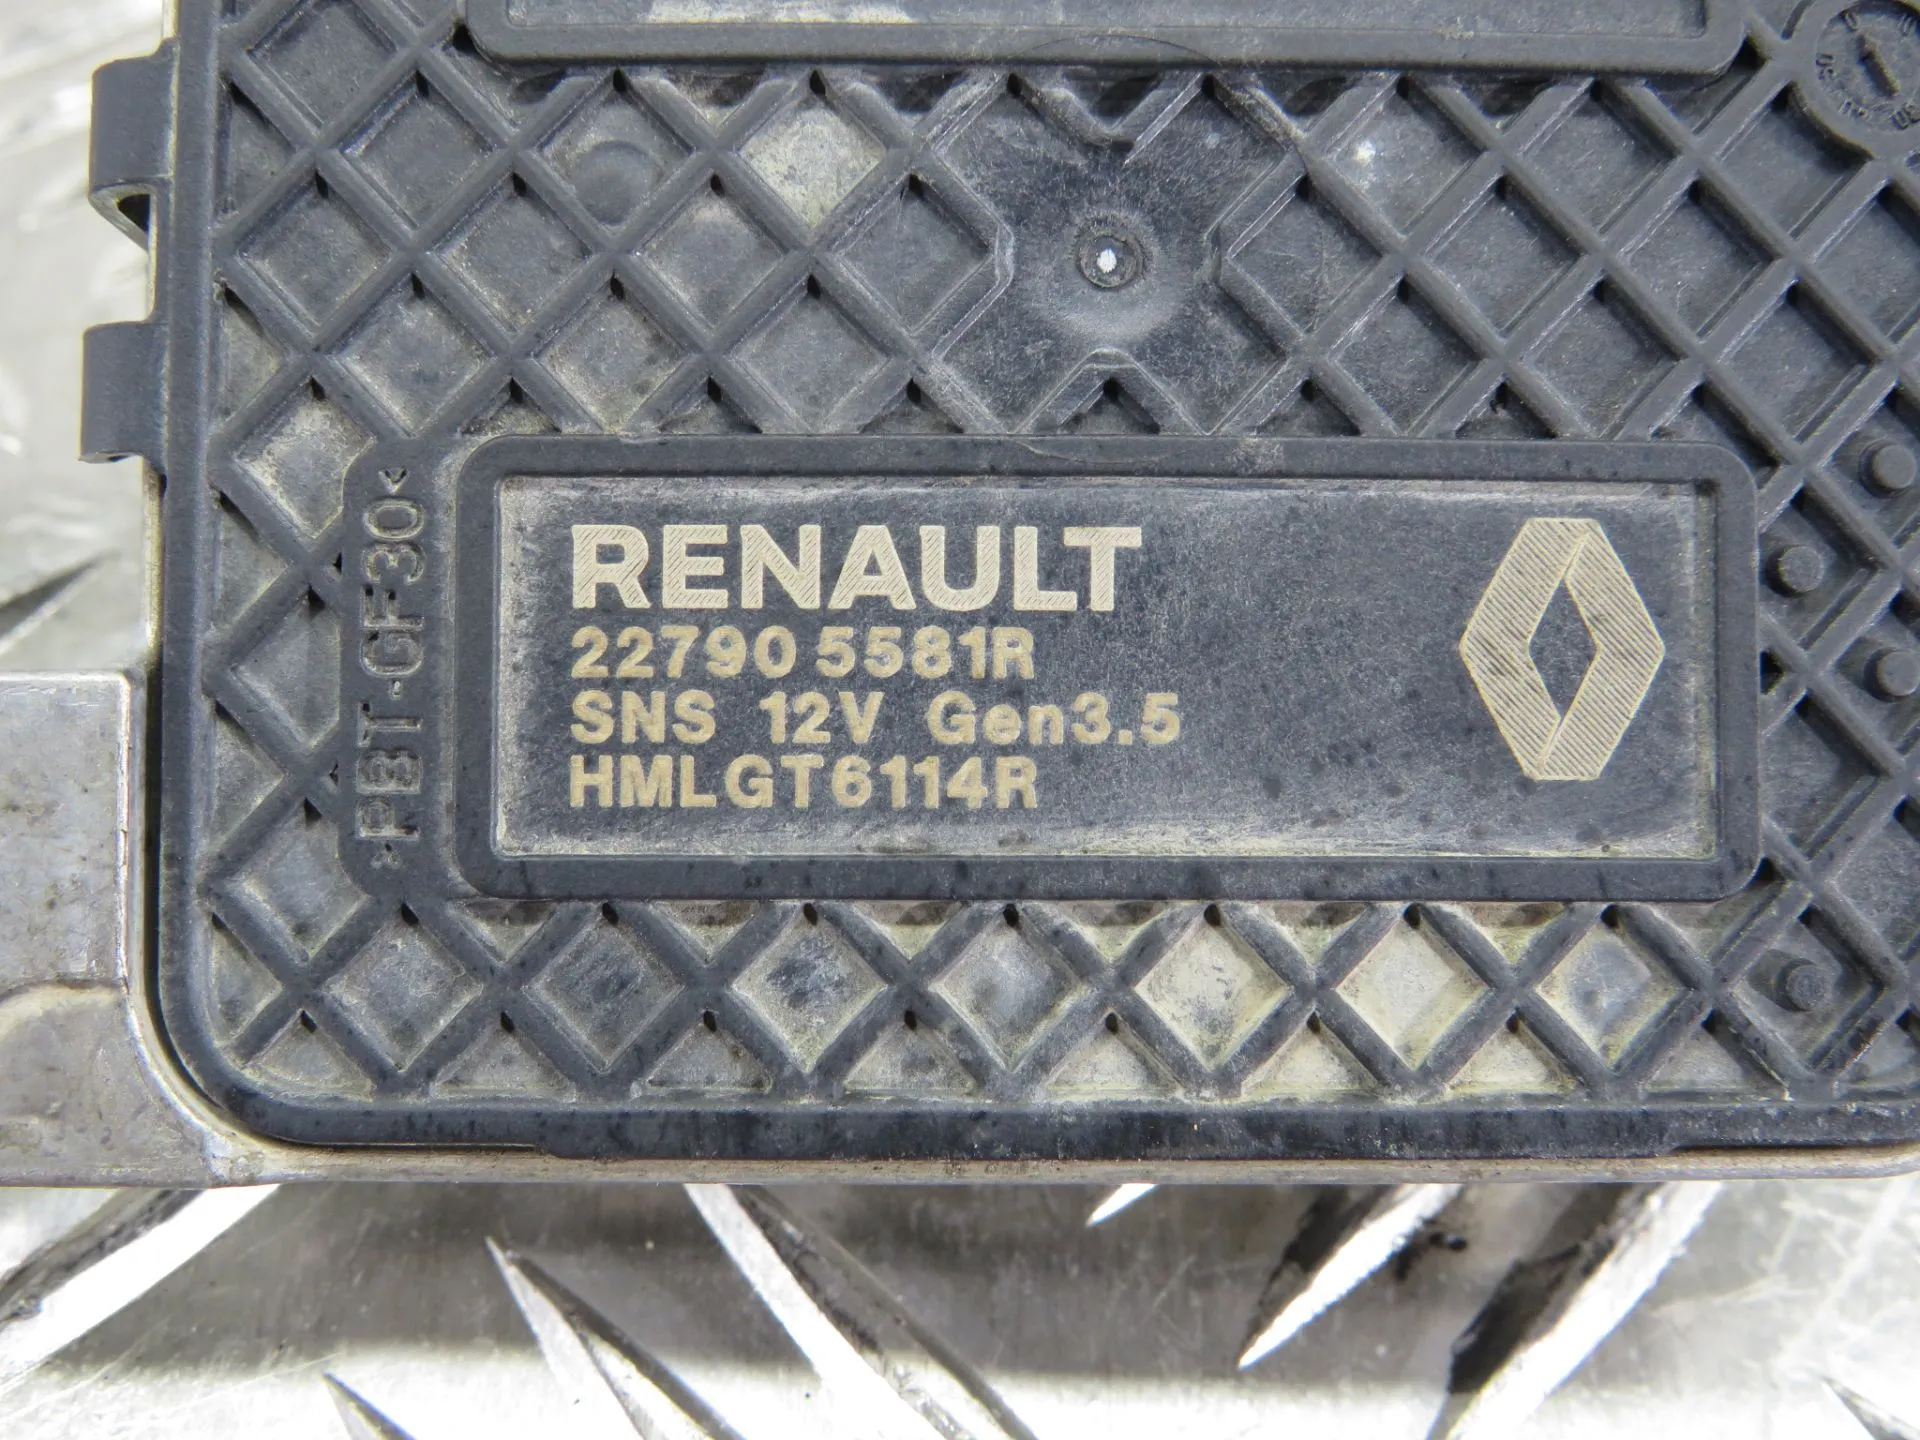 RENAULT
22790 5581R
SNS 12V Gen3.5
HMLGT6114R
>PBT-GF30<